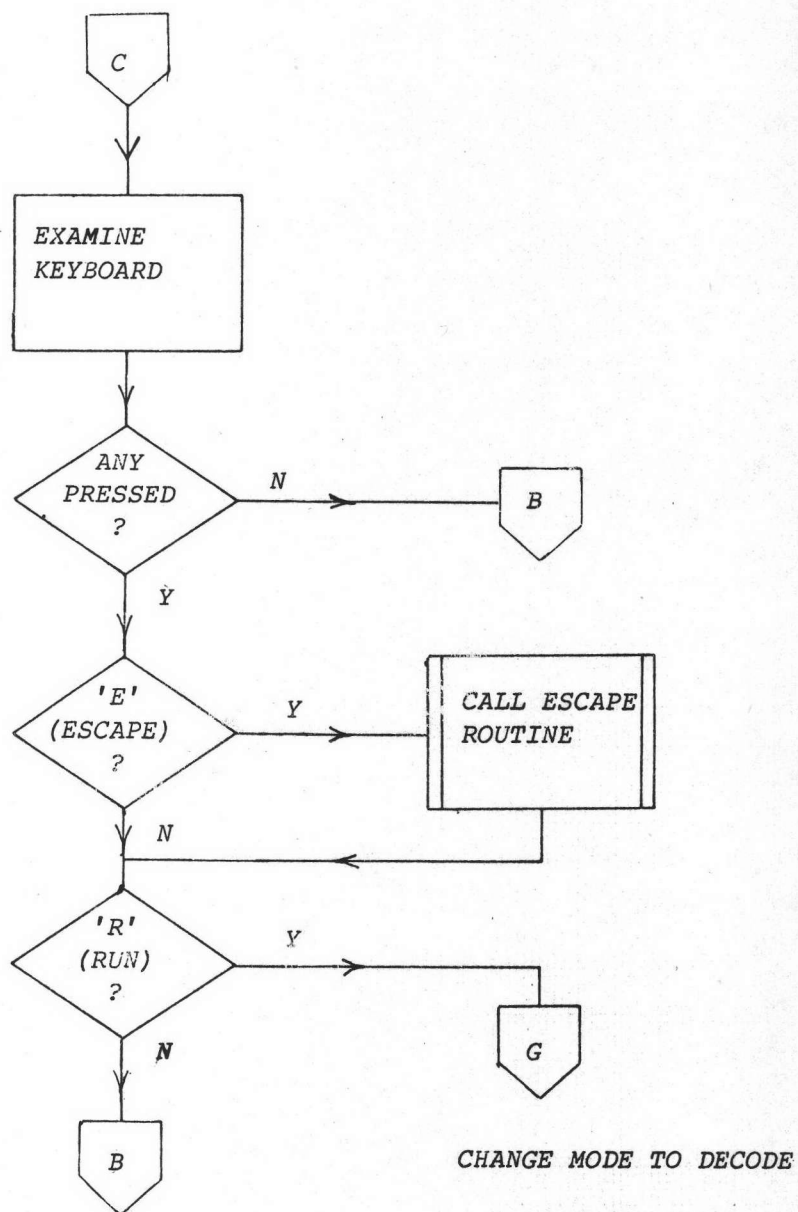 C
EXAMINE
KEYBOARD
ANY
PRESSED
?
N
B
Y
'E'
(ESCAPE)
?
Y
CALL ESCAPE
ROUTINE
N
'R'
(RUN)
?
Y
G
N
B
CHANGE MODE TO DECODE